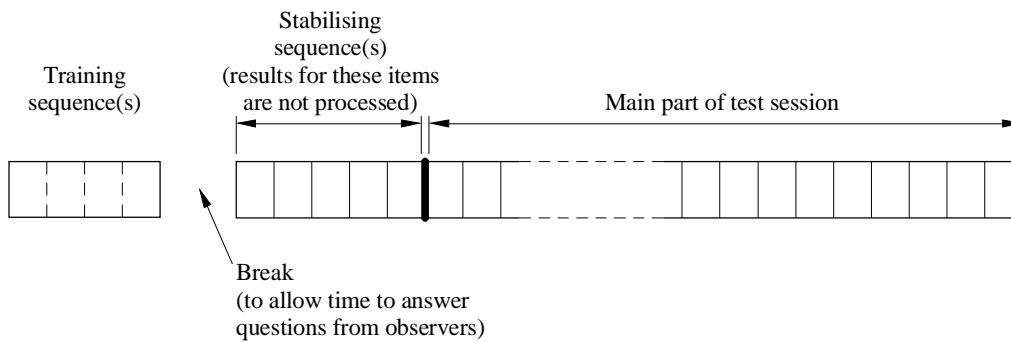 Training
sequence(s)
Stabilising
sequence(s)
(results for these items
are not processed)
Main part of test session
Break
(to allow time to answer
questions from observers)